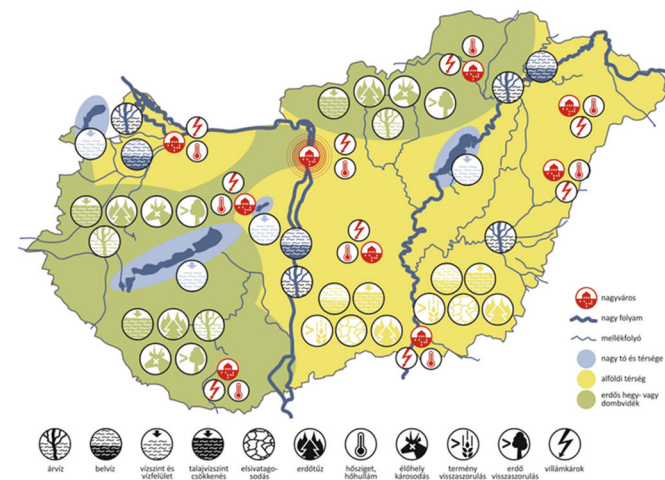 nagyváros
nagy folyam
mellékfolyó
nagy tó és térsége
alföldi térség
erdős hegy- vagy
dombvidék
árvíz
belvíz
vízszint és
vízfelület
talajvízszint
csökkenés
elsivatago-
sodás
erdőtűz
hősziget,
hőhullám
élőhely
károsodás
termény
visszaszorulás
erdő
visszaszorulás
villámkárok